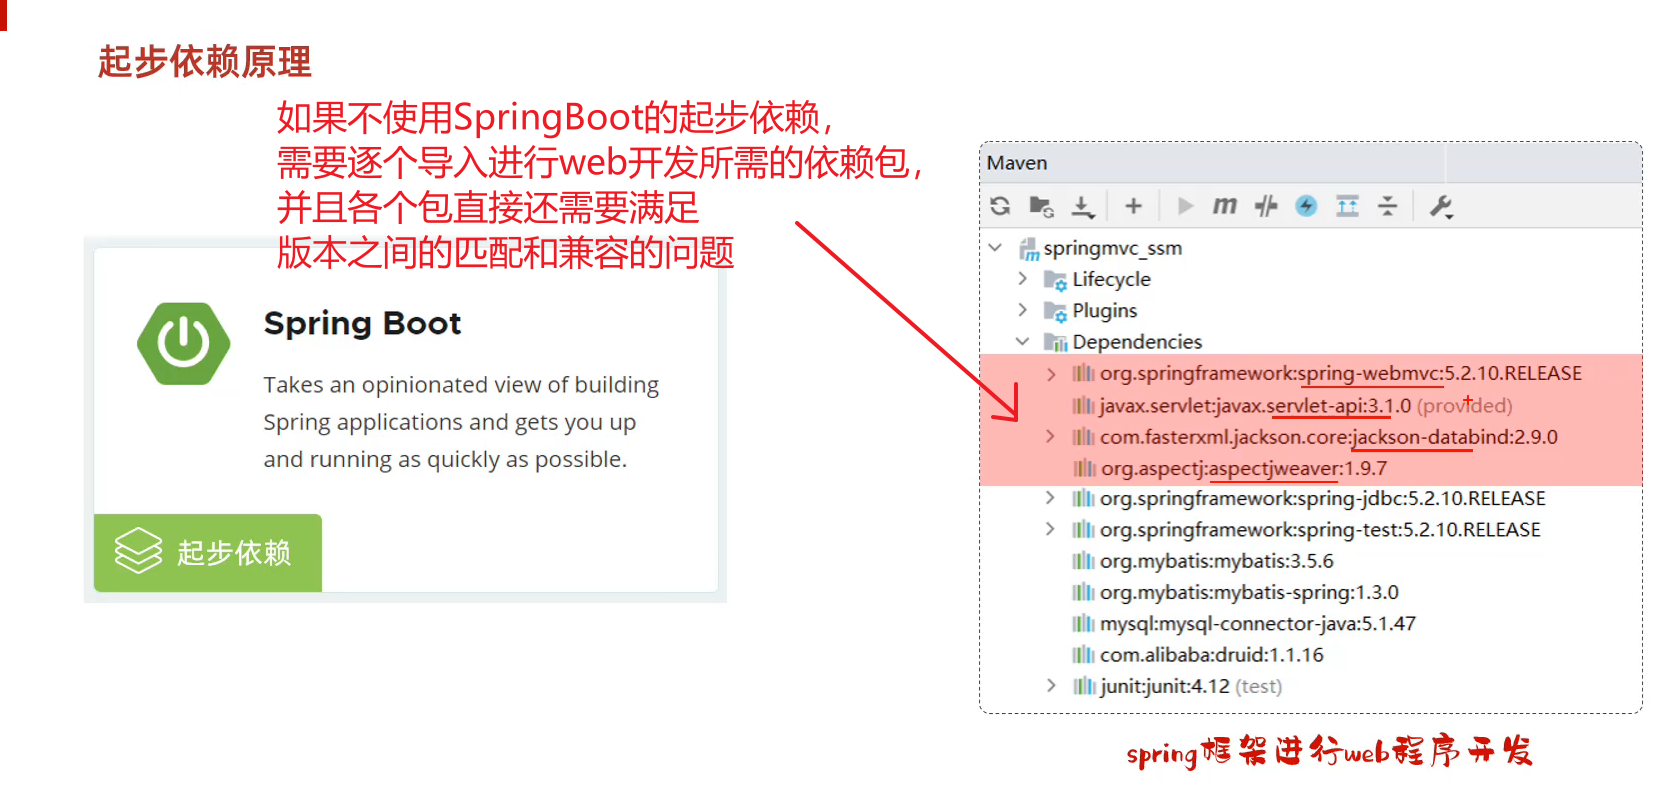 起步依赖原理
如果不使用SpringBoot的起步依赖，
需要逐个导入进行web开发所需的依赖包，
并且各个包直接还需要满足
版本之间的匹配和兼容的问题
Spring Boot
Takes an opinionated view of building
Spring applications and gets you up
and running as quickly as possible.
起步依赖
Maven
springmvc_ssm
Lifecycle
Plugins
Dependencies
org.springframework:spring-webmvc:5.2.10.RELEASE
javax.servlet:javax.servlet-api:3.1.0 (provided)
com.fasterxml.jackson.core:jackson-databind:2.9.0
org.aspectj:aspectjweaver:1.9.7
org.springframework:spring-jdbc:5.2.10.RELEASE
org.springframework:spring-test:5.2.10.RELEASE
org.mybatis:mybatis:3.5.6
org.mybatis:mybatis-spring:1.3.0
mysql:mysql-connector-java:5.1.47
com.alibaba:druid:1.1.16
junit:junit:4.12 (test)
spring框架进行web程序开发